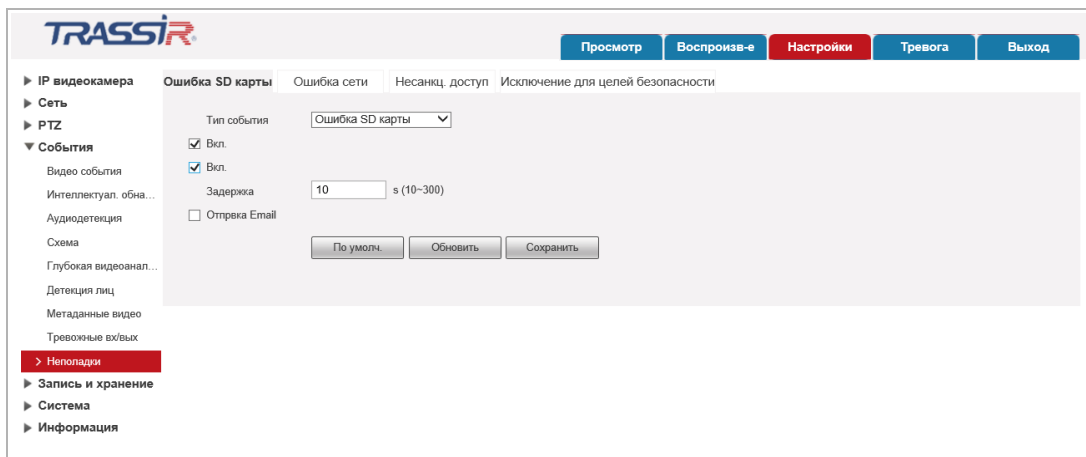 TRASSIR
Просмотр Воспроизв-е Настройки Тревога Выход
IP видеокамера
Сеть
PTZ
События
Видео события
Интеллектуал. обна...
Аудиодетекция
Схема
Глубокая видеоанал...
Детекция лиц
Метаданные видео
Тревожные вх/вых
Неполадки
Запись и хранение
Система
Информация
Ошибка SD карты Ошибка сети Несанкц. доступ Исключение для целей безопасности
Тип события Ошибка SD карты
Вкл.
Вкл.
Задержка 10 s (10~300)
Отпрвка Email
По умолч. Обновить Сохранить